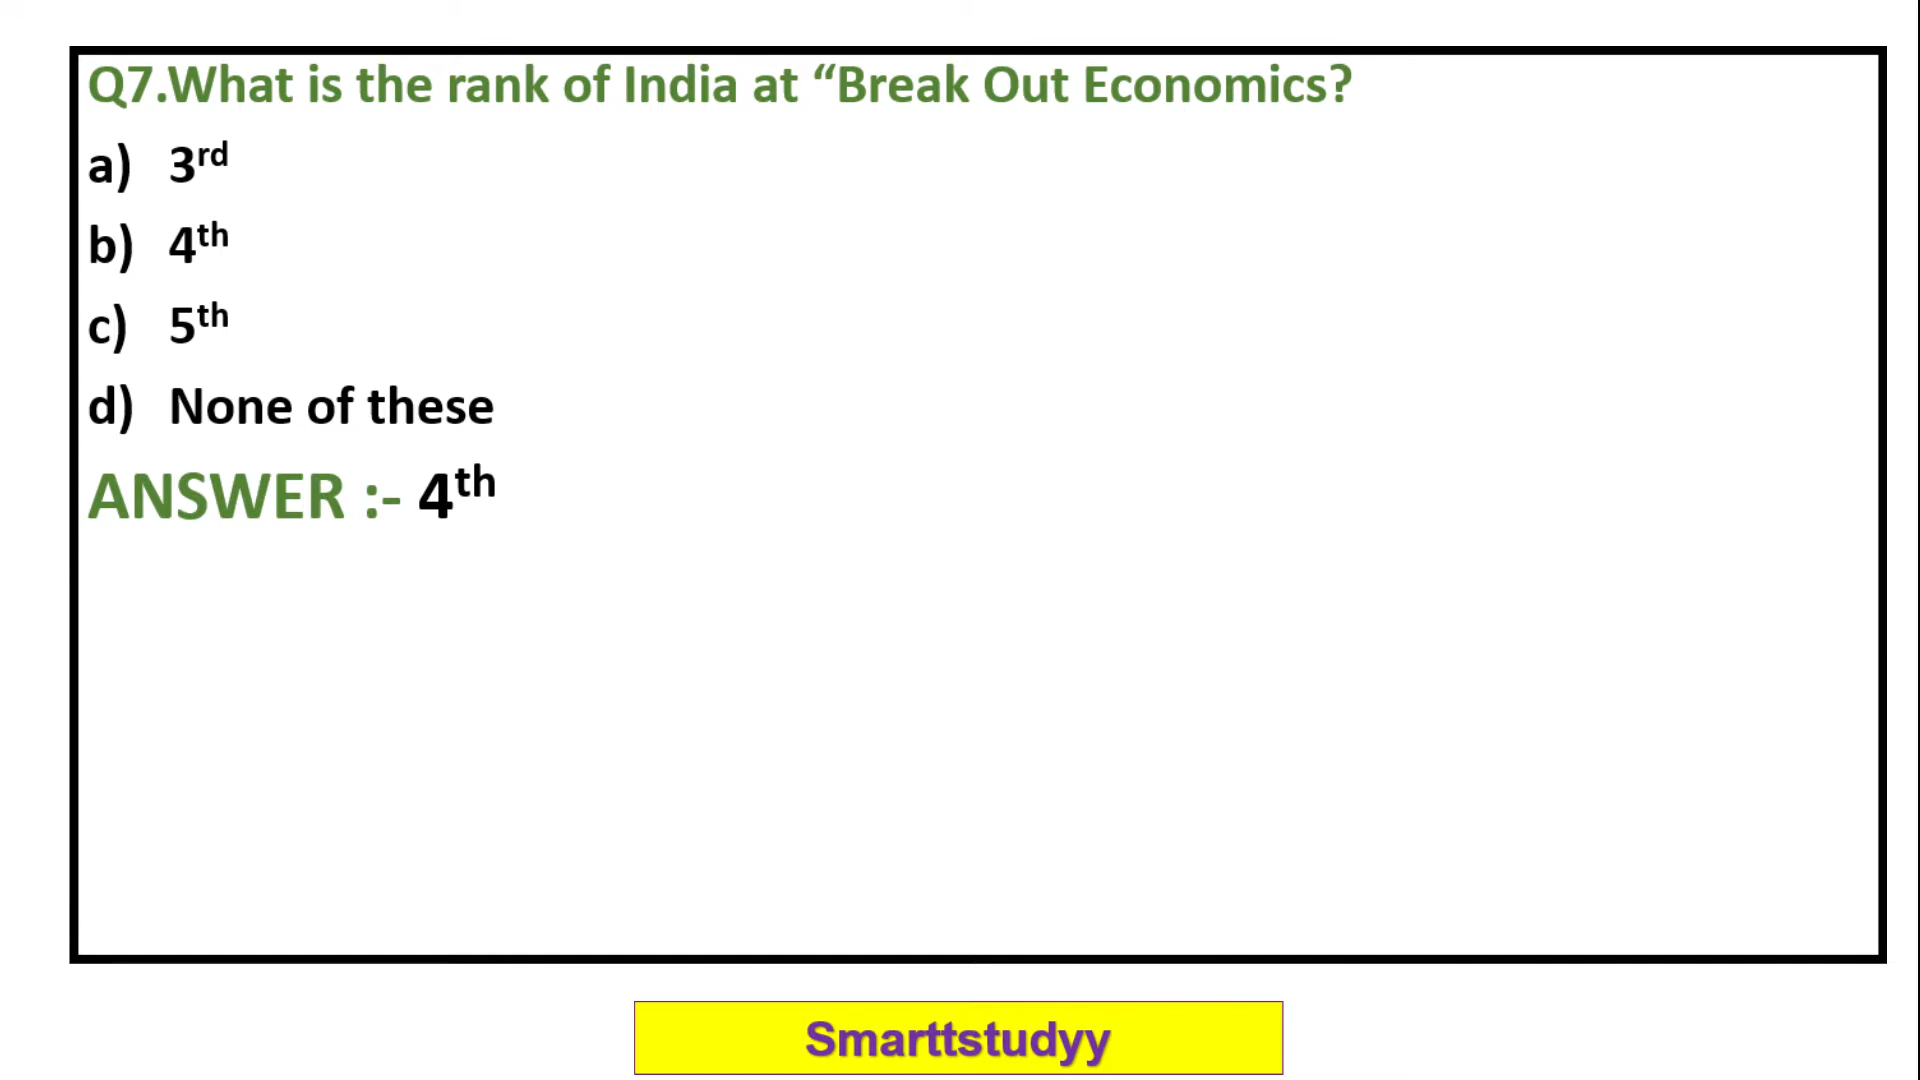 Q7.What is the rank of India at “Break Out Economics?
a) 3rd
b) 4th
c) 5th
d) None of these
ANSWER :- 4th
Smarttstudyy